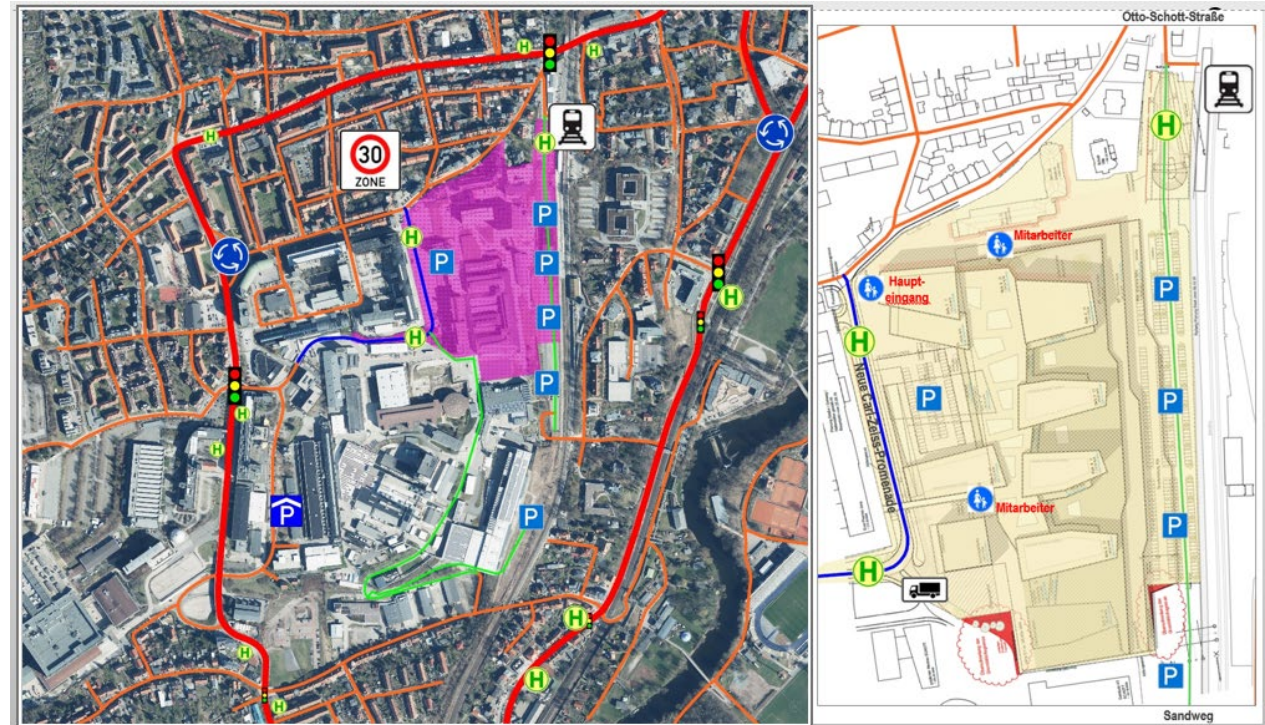 H
H
H
30
ZONE
H
H
P
P
P
H
P
P
H
H
H
P
P
H
H
H
H
Otto-Schott-Straße
H
Mitarbeiter
Haupt-
eingang
P
H
Neue Carl-Zeiss-Promenade
P
P
Mitarbeiter
P
H
P
Sandweg